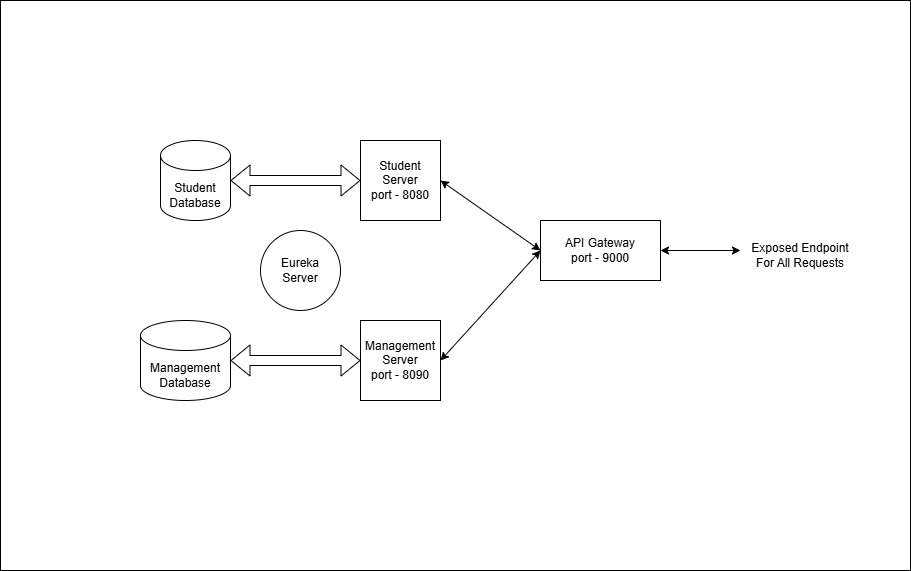 Student
Database
Student
Server
port - 8080
API Gateway
port - 9000
Exposed Endpoint
For All Requests
Eureka
Server
Management
Database
Management
Server
port - 8090